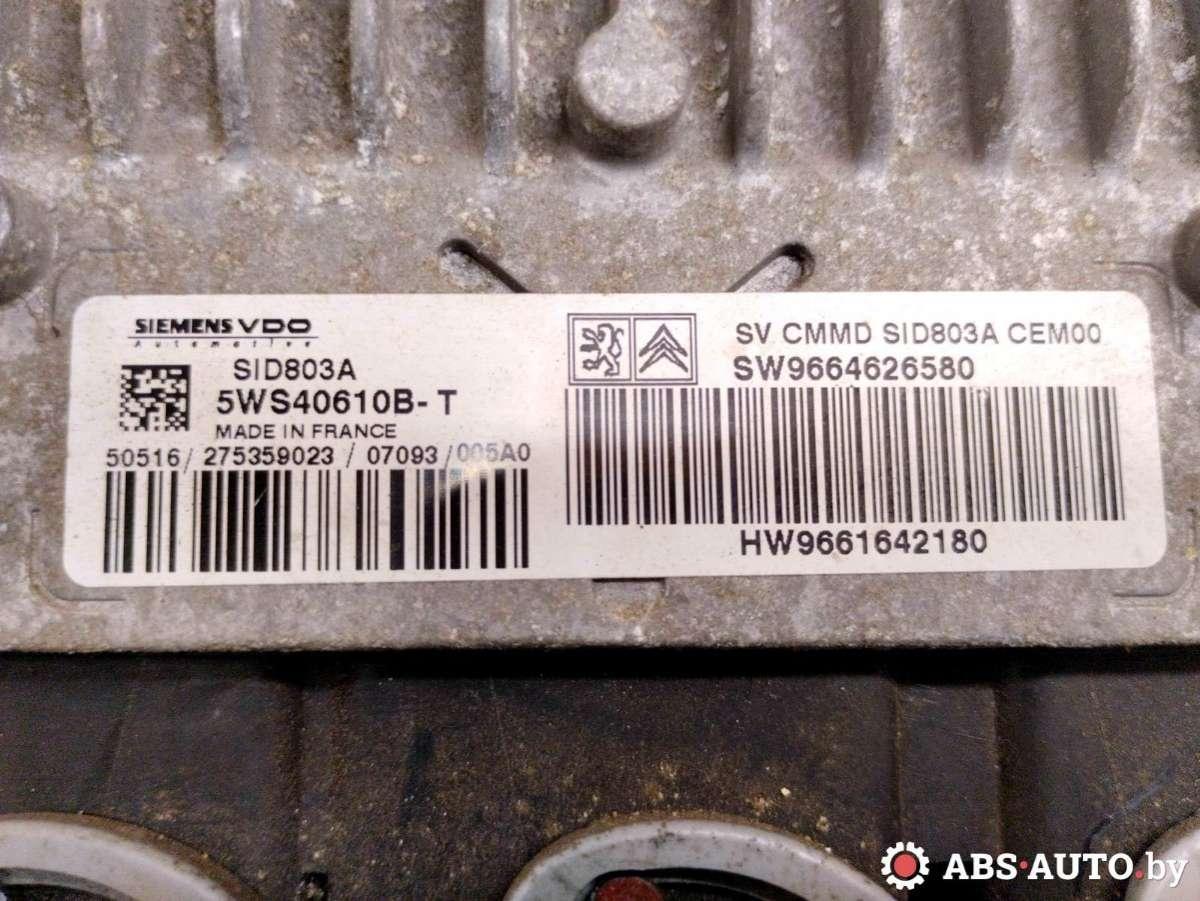 SIEMENS VDO
Automotive
SID803A
5WS40610B-T
MADE IN FRANCE
50516/ 275359023 / 07093 / 005A0
SV CMMD SID803A CEM00
SW9664626580
HW9661642180
ABS-AUTO.by